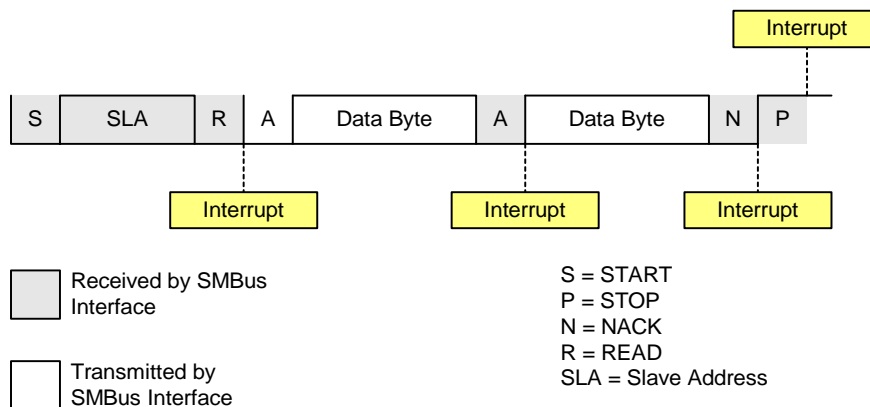 Interrupt
S SLA R A Data Byte A Data Byte N P
Interrupt Interrupt Interrupt
Received by SMBus
Interface
Transmitted by
SMBus Interface
S = START
P = STOP
N = NACK
R = READ
SLA = Slave Address